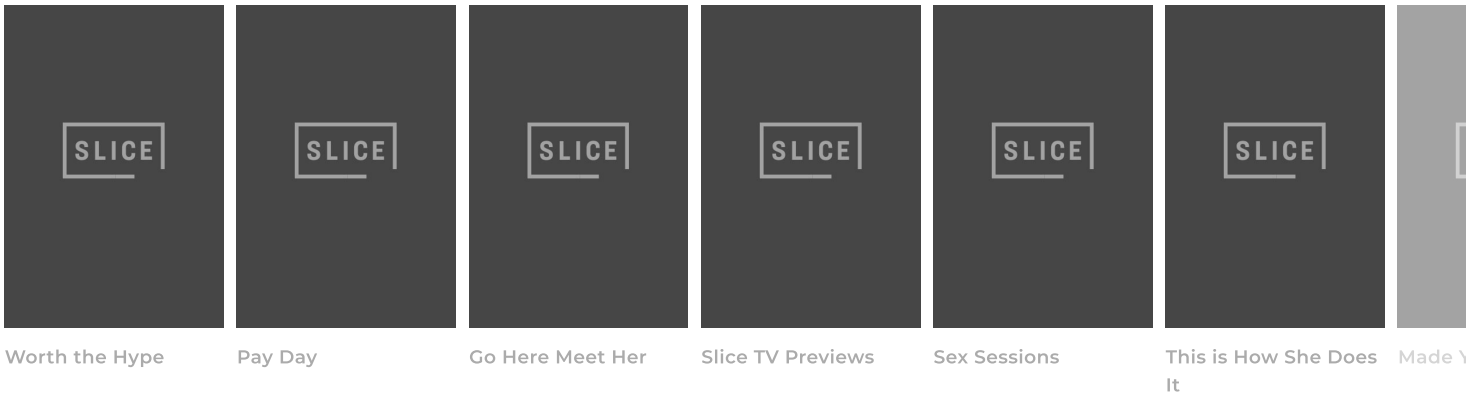 SLICE
SLICE
SLICE
SLICE
SLICE
SLICE
Worth the Hype
Pay Day
Go Here Meet Her
Slice TV Previews
Sex Sessions
This is How She Does
It
Made